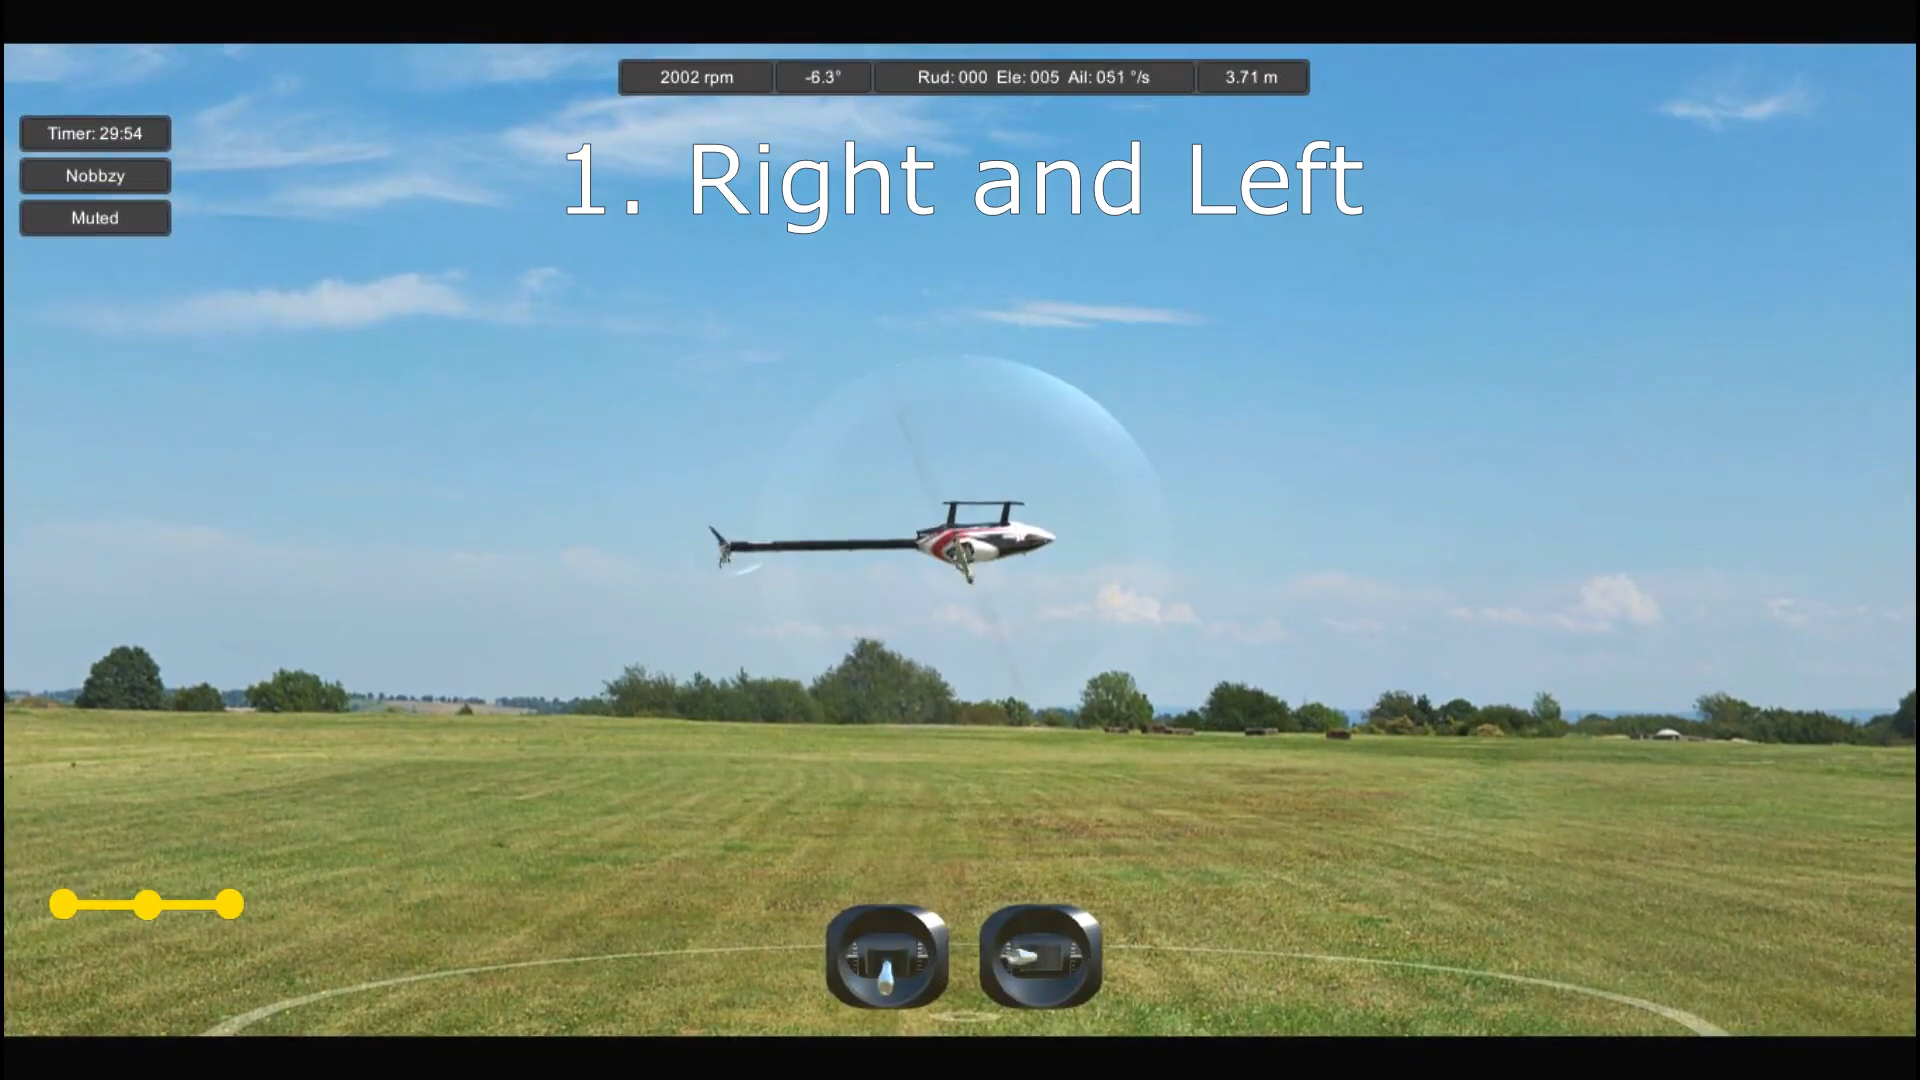 2002 rpm -6.3° Rud: 000 Ele: 005 Ail: 051 °/s 3.71 m
Timer: 29:54
Nobbzy
Muted
1. Right and Left